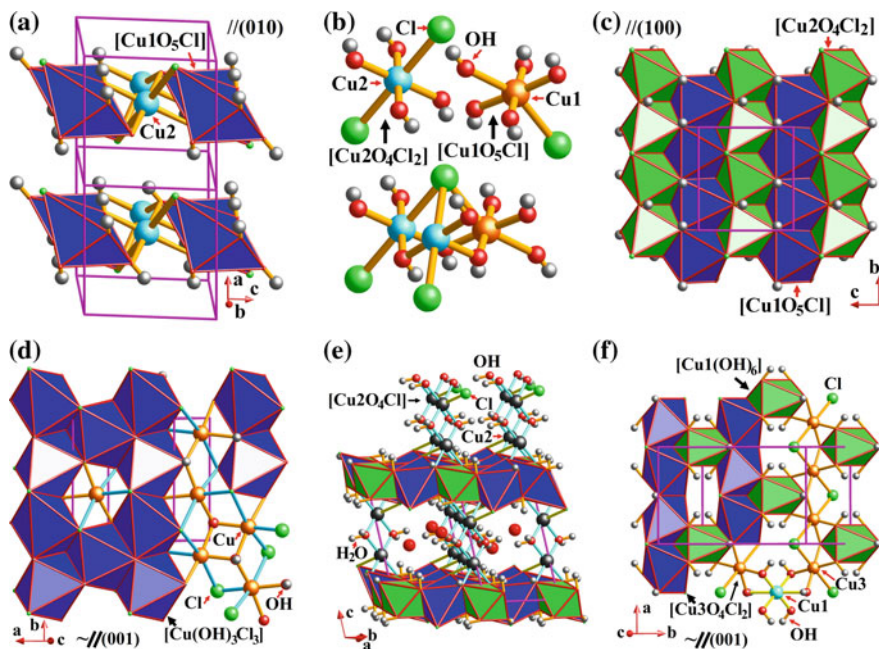 (a)
[Cu1O₅Cl]
//(010)
Cu2
a
c
b
(b)
Cl
OH
Cu2
Cu1
[Cu2O₄Cl₂]
[Cu1O₅Cl]
(c)
//(100)
[Cu2O₄Cl₂]
[Cu1O₅Cl]
b
c
(d)
Cu
Cl
OH
[Cu(OH)₃Cl₃]
b
a
c
~//(001)
(e)
OH
[Cu2O₄Cl]
Cl
Cu2
H₂O
c
b
a
(f)
[Cu1(OH)₆]
Cl
Cu3
[Cu3O₄Cl₂]
Cu1
OH
a
c
b
~//(001)